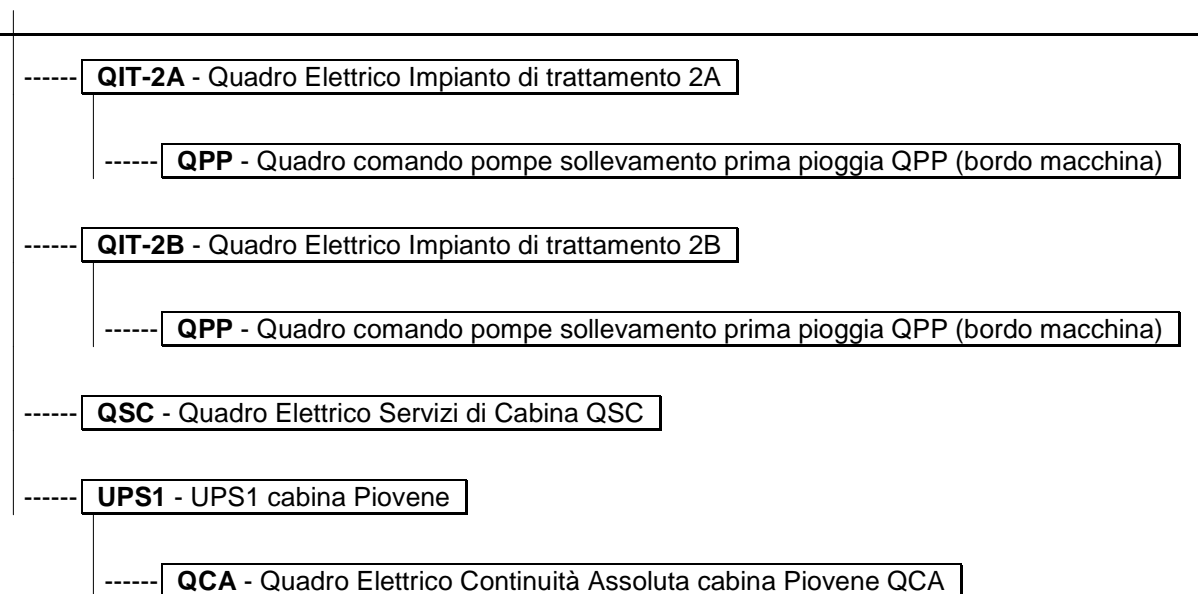 ------ QIT-2A - Quadro Elettrico Impianto di trattamento 2A
------ QPP - Quadro comando pompe sollevamento prima pioggia QPP (bordo macchina)
------ QIT-2B - Quadro Elettrico Impianto di trattamento 2B
------ QPP - Quadro comando pompe sollevamento prima pioggia QPP (bordo macchina)
------ QSC - Quadro Elettrico Servizi di Cabina QSC
------ UPS1 - UPS1 cabina Piovene
------ QCA - Quadro Elettrico Continuità Assoluta cabina Piovene QCA